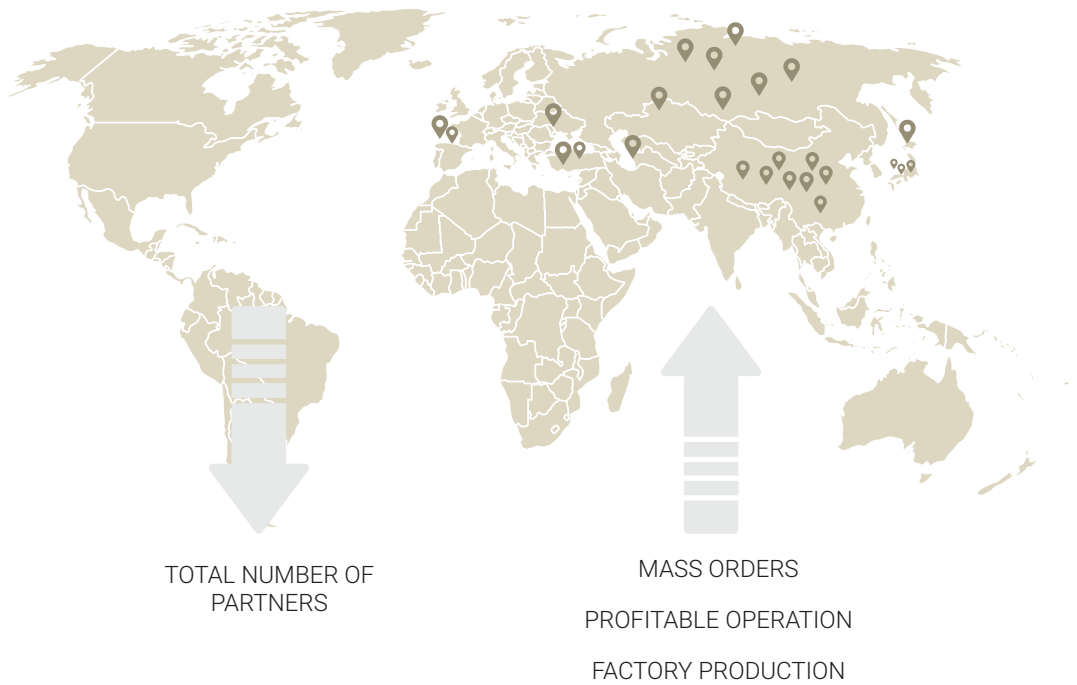 TOTAL NUMBER OF
PARTNERS
MASS ORDERS
PROFITABLE OPERATION
FACTORY PRODUCTION